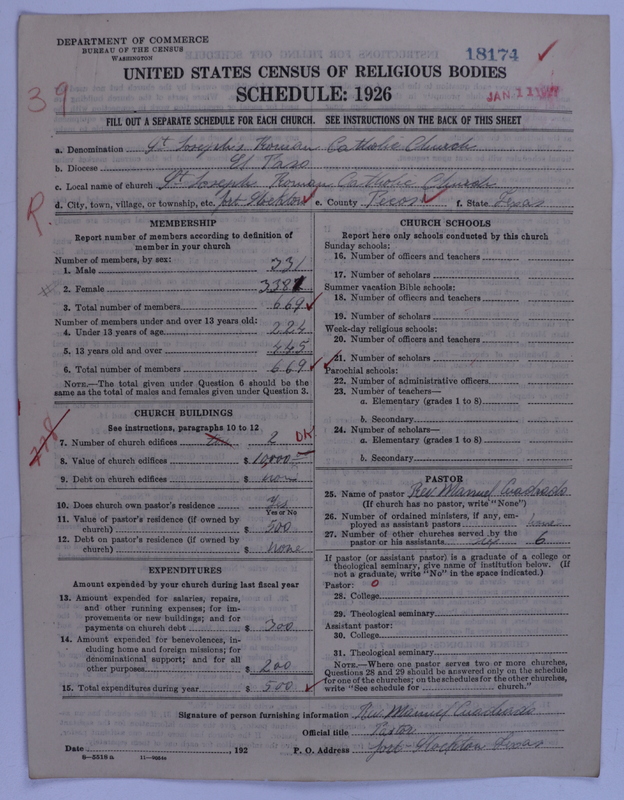 DEPARTMENT OF COMMERCE
BUREAU OF THE CENSUS
WASHINGTON
18174
UNITED STATES CENSUS OF RELIGIOUS BODIES
39
SCHEDULE: 1926
JAN 11
FILL OUT A SEPARATE SCHEDULE FOR EACH CHURCH. SEE INSTRUCTIONS ON THE BACK OF THIS SHEET
a. Denomination St Joseph's Roman Catholic Church
b. Diocese El Paso
c. Local name of church St Joseph Roman Catholic Church
d. City, town, village, or township, etc. Fort Stockton e. County Pecos f. State Texas
R
MEMBERSHIP
Report number of members according to definition of
member in your church
Number of members, by sex:
1. Male 331
2. Female 338
3. Total number of members 669
Number of members under and over 13 years old:
4. Under 13 years of age 224
5. 13 years old and over 445
6. Total number of members 669
NOTE.—The total given under Question 6 should be the
same as the total of males and females given under Question 3.
CHURCH BUILDINGS
See instructions, paragraphs 10 to 12
778
7. Number of church edifices 2 OK
8. Value of church edifices $
9. Debt on church edifices $ none
10. Does church own pastor's residence Yes
Yes or No
11. Value of pastor's residence (if owned by
church) $ 500
12. Debt on pastor's residence (if owned by
church) $ none
EXPENDITURES
Amount expended by your church during last fiscal year
13. Amount expended for salaries, repairs,
and other running expenses; for im-
provements or new buildings; and for
payments on church debt $ 300
14. Amount expended for benevolences, in-
cluding home and foreign missions; for
denominational support; and for all
other purposes $ 200
15. Total expenditures during year $ 500
CHURCH SCHOOLS
Report here only schools conducted by this church
Sunday schools:
16. Number of officers and teachers
17. Number of scholars
Summer vacation Bible schools:
18. Number of officers and teachers
19. Number of scholars
Week-day religious schools:
20. Number of officers and teachers
21. Number of scholars
Parochial schools:
22. Number of administrative officers
23. Number of teachers—
a. Elementary (grades 1 to 8)
b. Secondary
24. Number of scholars—
a. Elementary (grades 1 to 8)
b. Secondary
PASTOR
25. Name of pastor Rev. Manuel Cuadrado
(If church has no pastor, write "None")
26. Number of ordained ministers, if any, em-
ployed as assistant pastors none
27. Number of other churches served by the
pastor or his assistants six 6
If pastor (or assistant pastor) is a graduate of a college or
theological seminary, give name of institution below. (If
not a graduate, write "No" in the space indicated.)
Pastor: 0
28. College
29. Theological seminary
Assistant pastor:
30. College
31. Theological seminary
NOTE.—Where one pastor serves two or more churches,
Questions 28 and 29 should be answered only on the schedule
for one of the churches; on the schedules for the other churches,
write "See schedule for church."
Signature of person furnishing information Rev. Manuel Cuadrado
Official title Pastor
Date , 192 P. O. Address Fort-Stockton Texas